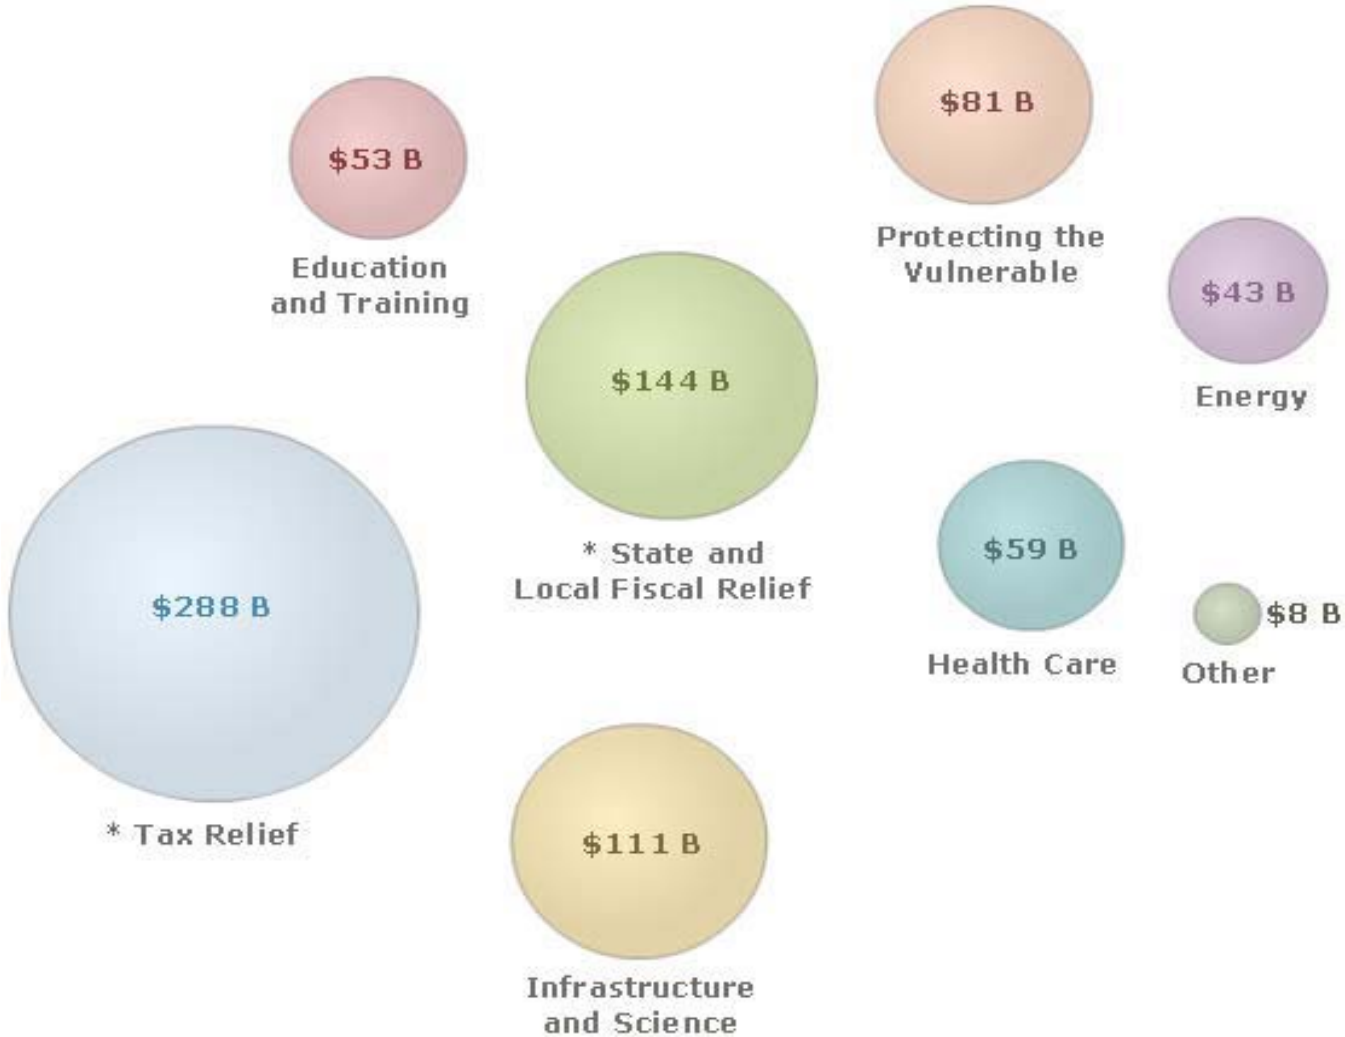 $81 B
Protecting the
Vulnerable
$53 B
Education
and Training
$43 B
Energy
$144 B
* State and
Local Fiscal Relief
$288 B
* Tax Relief
$59 B
Health Care
$8 B
Other
$111 B
Infrastructure
and Science